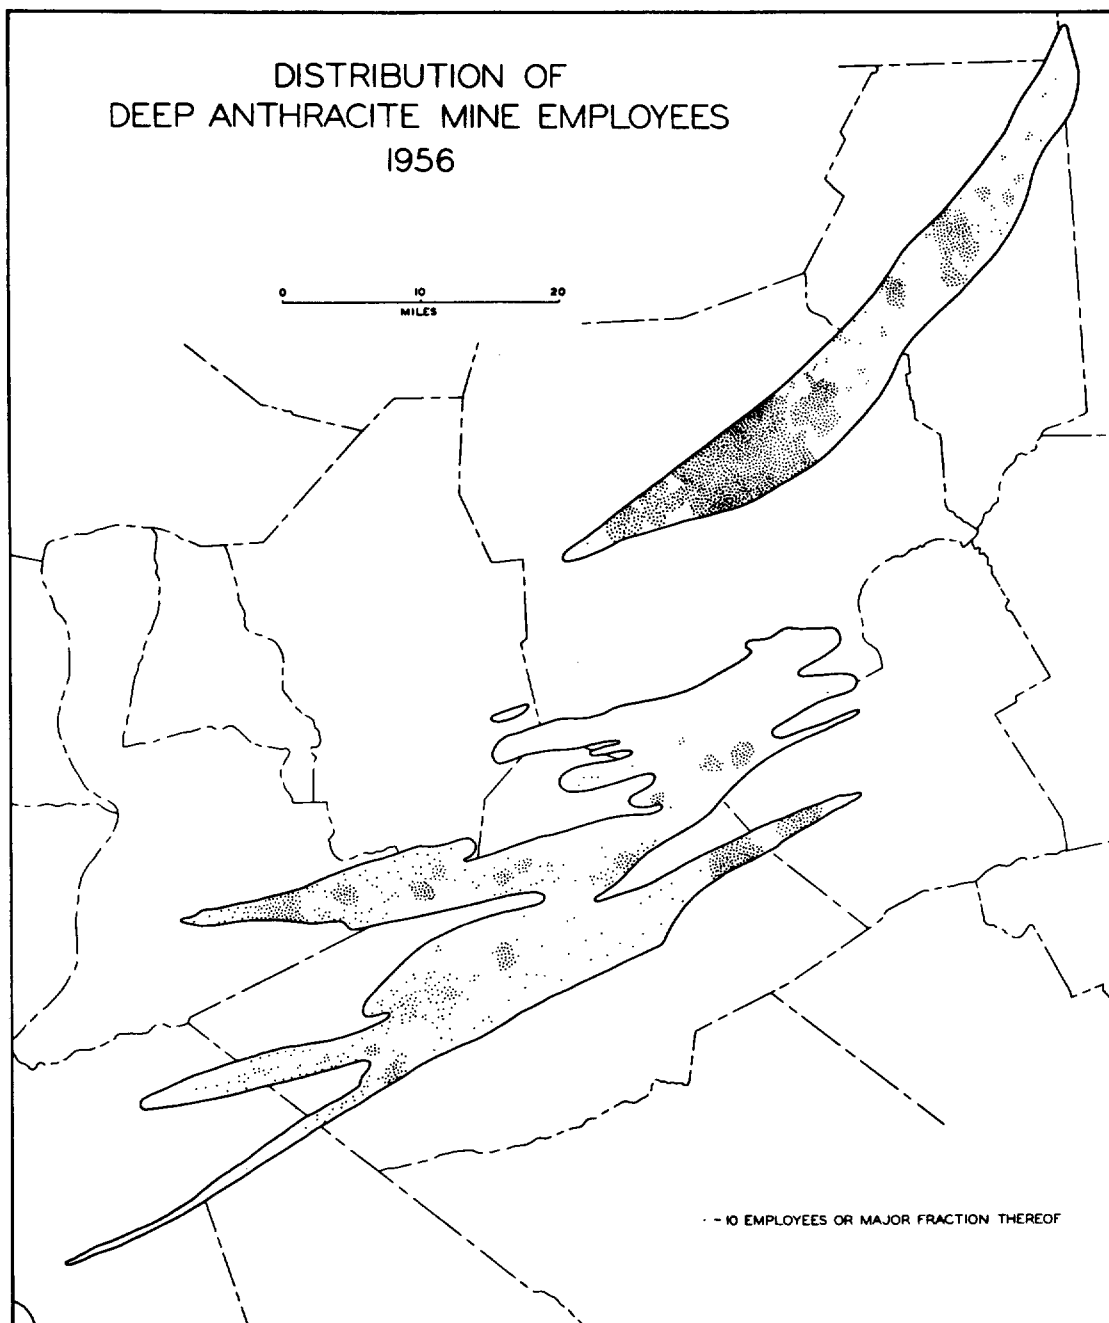 DISTRIBUTION OF
DEEP ANTHRACITE MINE EMPLOYEES
1956
0 10 20
MILES
· - 10 EMPLOYEES OR MAJOR FRACTION THEREOF